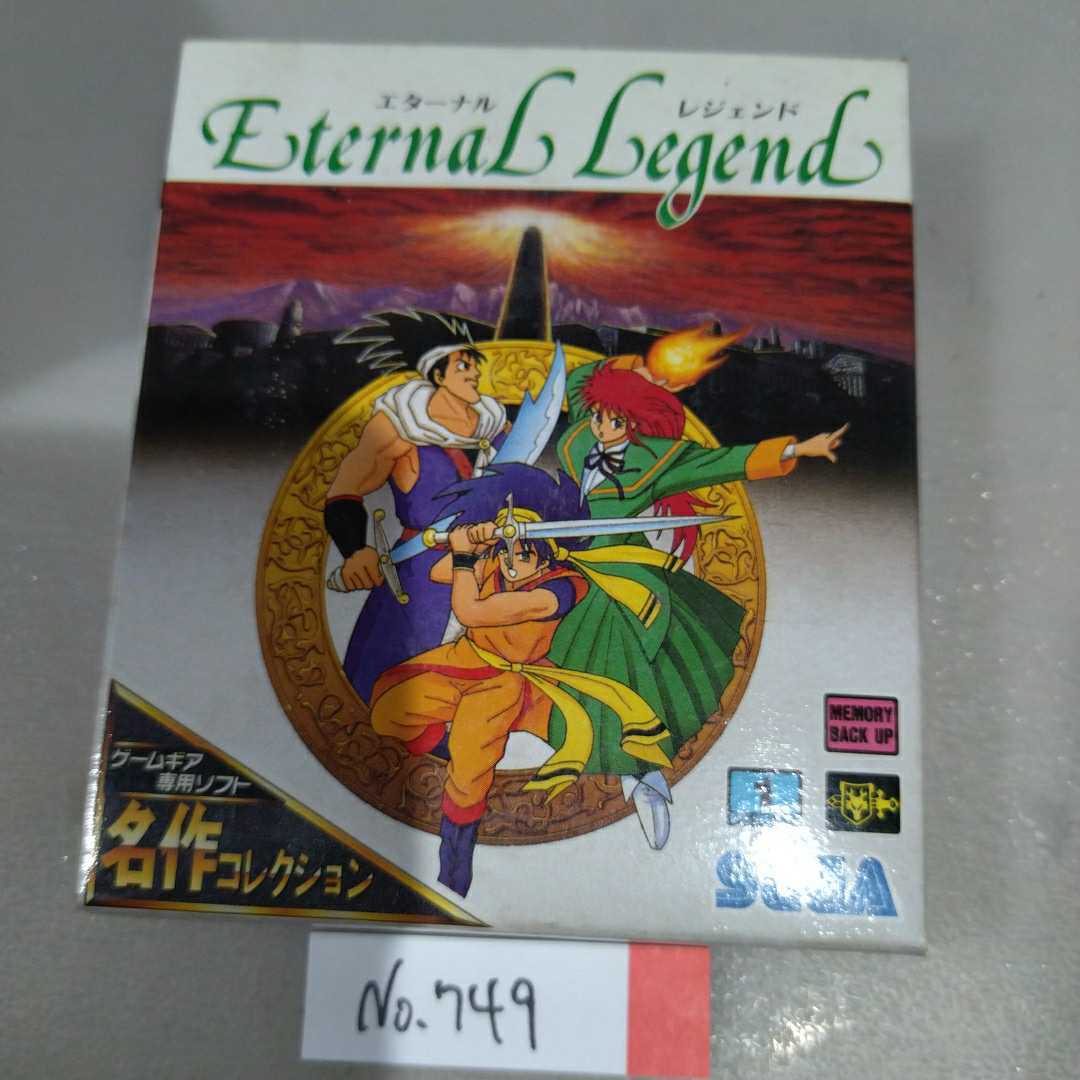 エターナル レジェンド
Eternal Legend
MEMORY
BACK UP
ゲームギア
専用ソフト
名作コレクション
SEGA
No.749